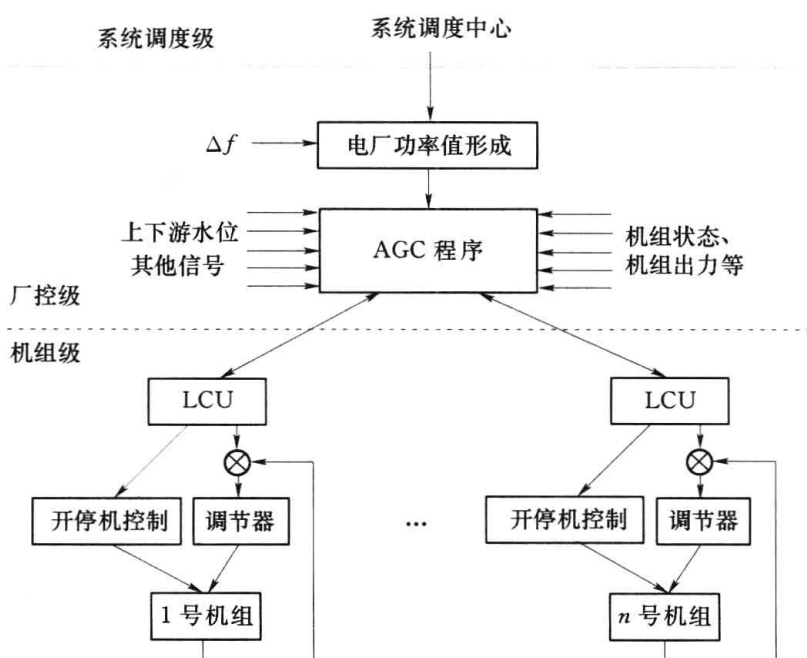 系统调度级
系统调度中心
Δf
电厂功率值形成
上下游水位
其他信号
AGC 程序
机组状态、
机组出力等
厂控级
机组级
LCU
LCU
开停机控制
调节器
...
开停机控制
调节器
1 号机组
n 号机组